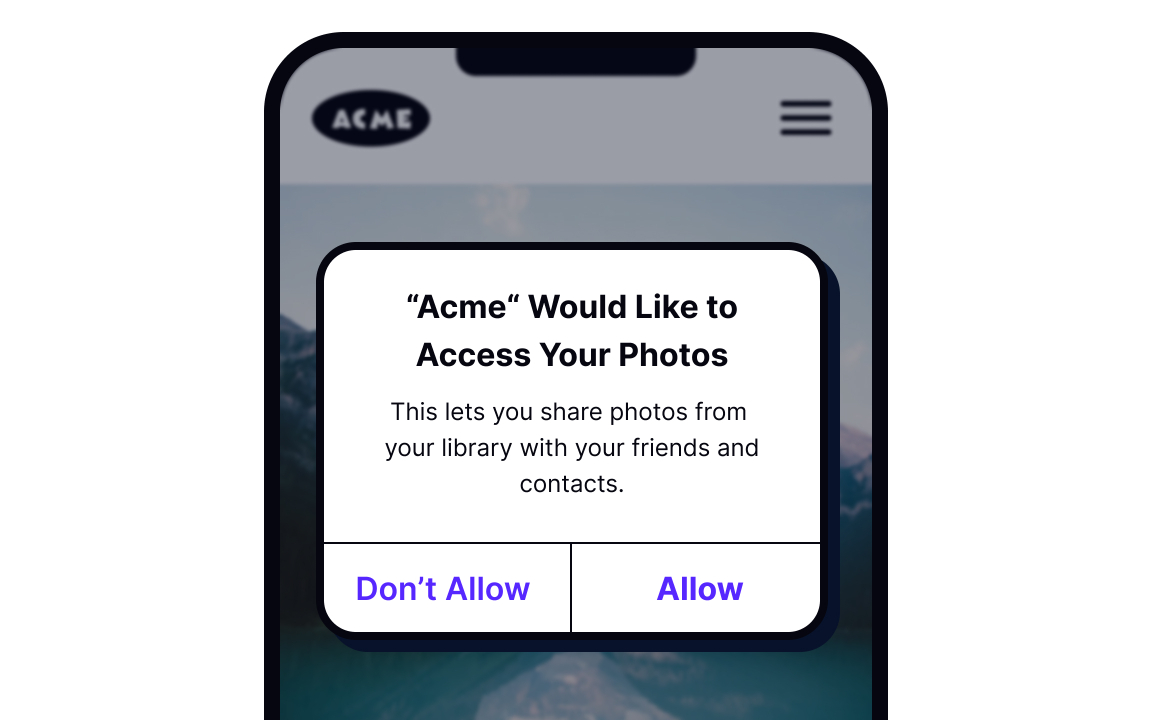 ACME
“Acme“ Would Like to
Access Your Photos
This lets you share photos from
your library with your friends and
contacts.
Don’t Allow
Allow